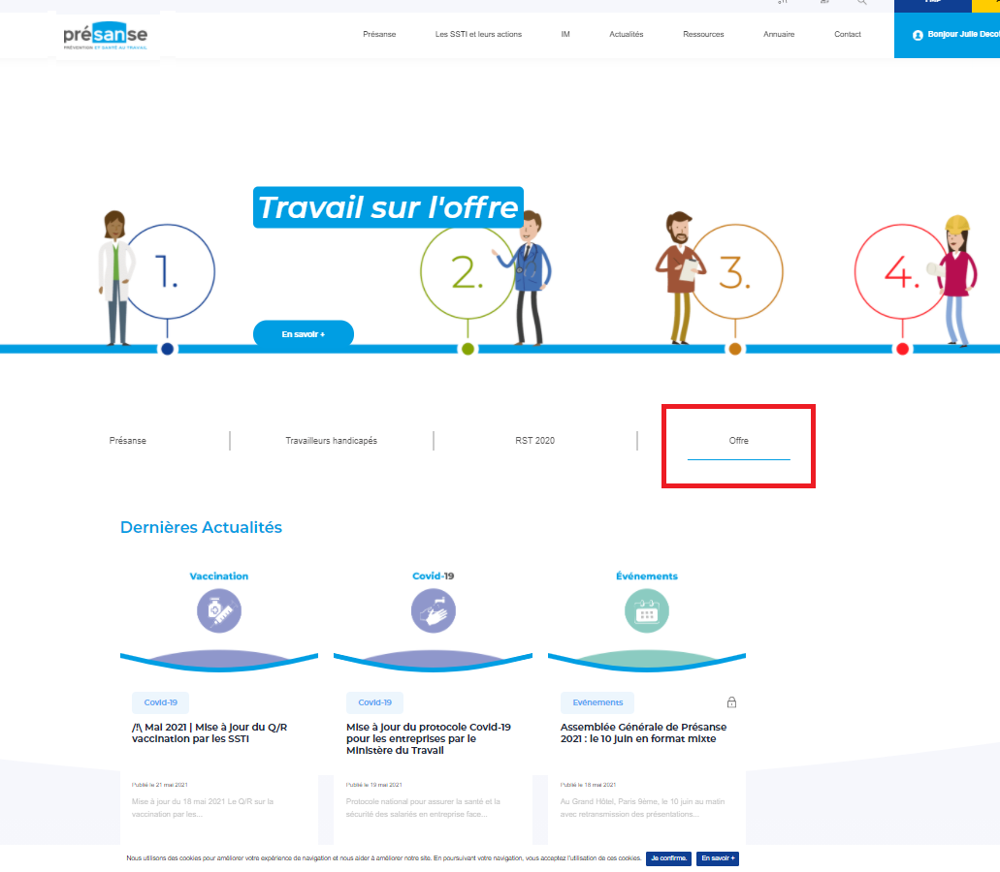 présanse
PRÉVENTION ET SANTÉ AU TRAVAIL
Présanse
Les SSTI et leurs actions
IM
Actualités
Ressources
Annuaire
Contact
Bonjour Julie Decot
Travail sur l'offre
1.
2.
3.
4.
En savoir +
Présanse
Travailleurs handicapés
RST 2020
Offre
Dernières Actualités
Vaccination
Covid-19
Événements
Covid-19
/!\ Mai 2021 | Mise à jour du Q/R
vaccination par les SSTI
Publié le 21 mai 2021
Mise à jour du 18 mai 2021 Le Q/R sur la
vaccination par les...
Covid-19
Mise à jour du protocole Covid-19
pour les entreprises par le
Ministère du Travail
Publié le 19 mai 2021
Protocole national pour assurer la santé et la
sécurité des salariés en entreprise face...
Evénements
Assemblée Générale de Présanse
2021 : le 10 juin en format mixte
Publié le 18 mai 2021
Au Grand Hôtel, Paris 9ème, le 10 juin au matin
avec retransmission des présentations...
Nous utilisons des cookies pour améliorer votre expérience de navigation et nous aider à améliorer notre site. En poursuivant votre navigation, vous acceptez l'utilisation de ces cookies.
Je confirme.
En savoir +